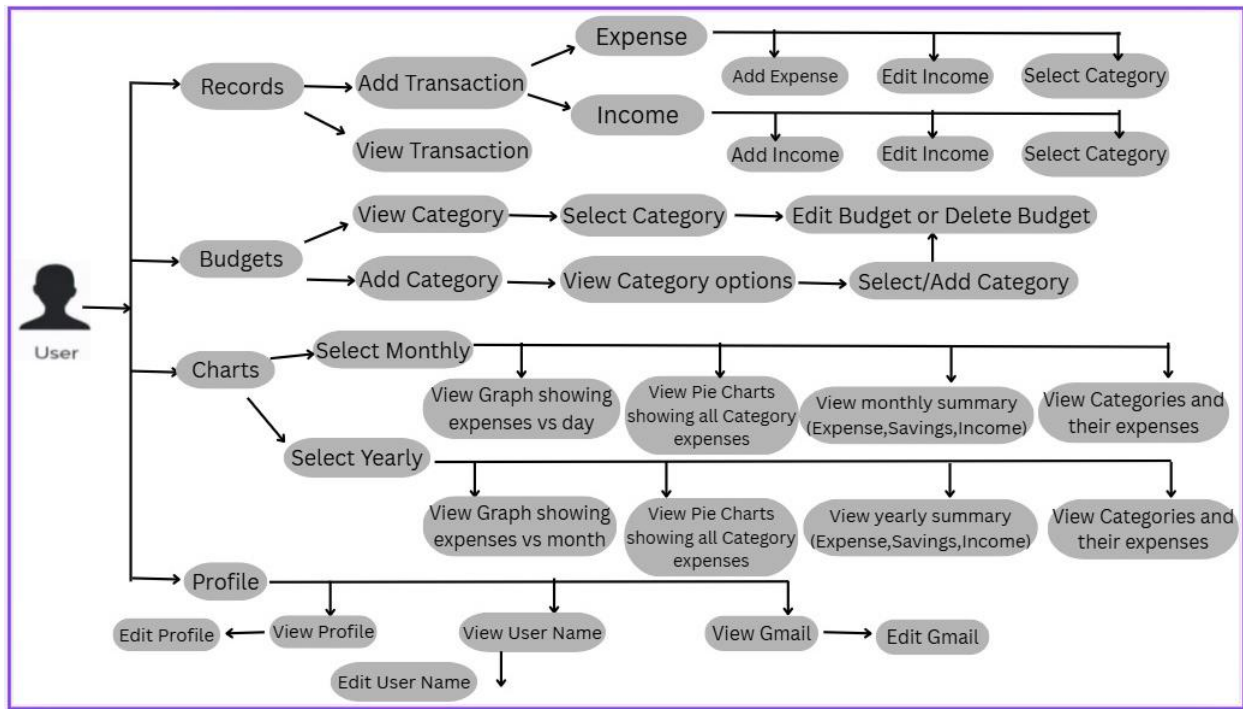 Expense
Add Expense
Edit Income
Select Category
Records
Add Transaction
Income
Add Income
Edit Income
Select Category
View Transaction
View Category
Select Category
Edit Budget or Delete Budget
Budgets
Add Category
View Category options
Select/Add Category
User
Charts
Select Monthly
View Graph showing
expenses vs day
View Pie Charts
showing all Category
expenses
View monthly summary
(Expense,Savings,Income)
View Categories and
their expenses
Select Yearly
View Graph showing
expenses vs month
View Pie Charts
showing all Category
expenses
View yearly summary
(Expense,Savings,Income)
View Categories and
their expenses
Profile
Edit Profile
View Profile
View User Name
View Gmail
Edit Gmail
Edit User Name